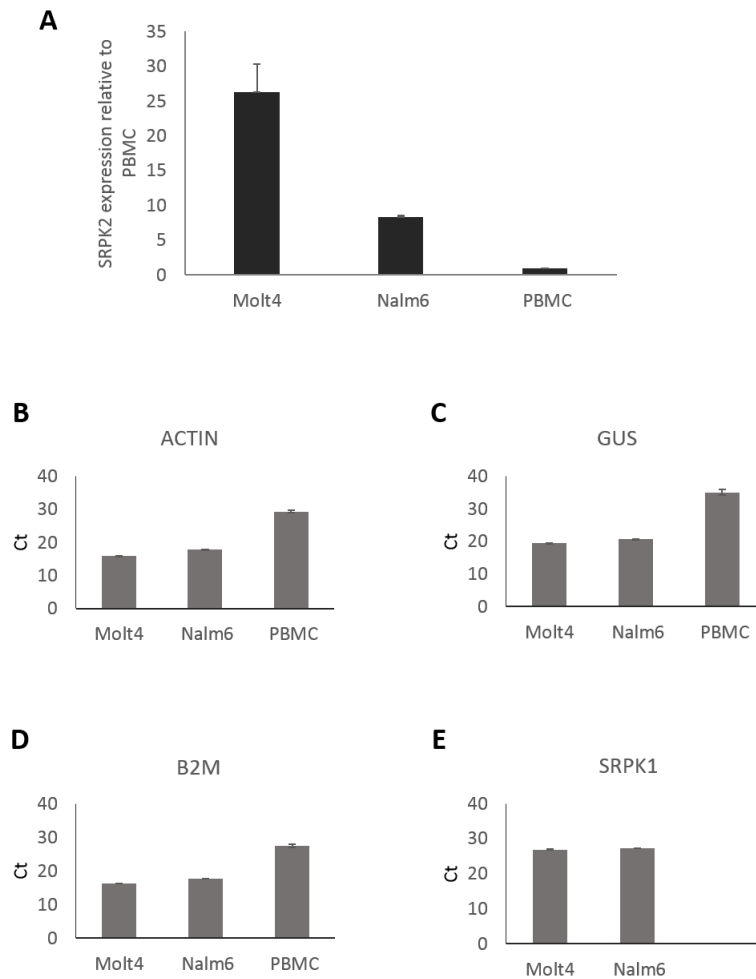 A
SRPK2 expression relative to
PBMC
35
30
25
20
15
10
5
0
Molt4 Nalm6 PBMC
B
ACTIN
Ct
40
30
20
10
0
Molt4 Nalm6 PBMC
C
GUS
Ct
40
30
20
10
0
Molt4 Nalm6 PBMC
D
B2M
Ct
40
30
20
10
0
Molt4 Nalm6 PBMC
E
SRPK1
Ct
40
30
20
10
0
Molt4 Nalm6